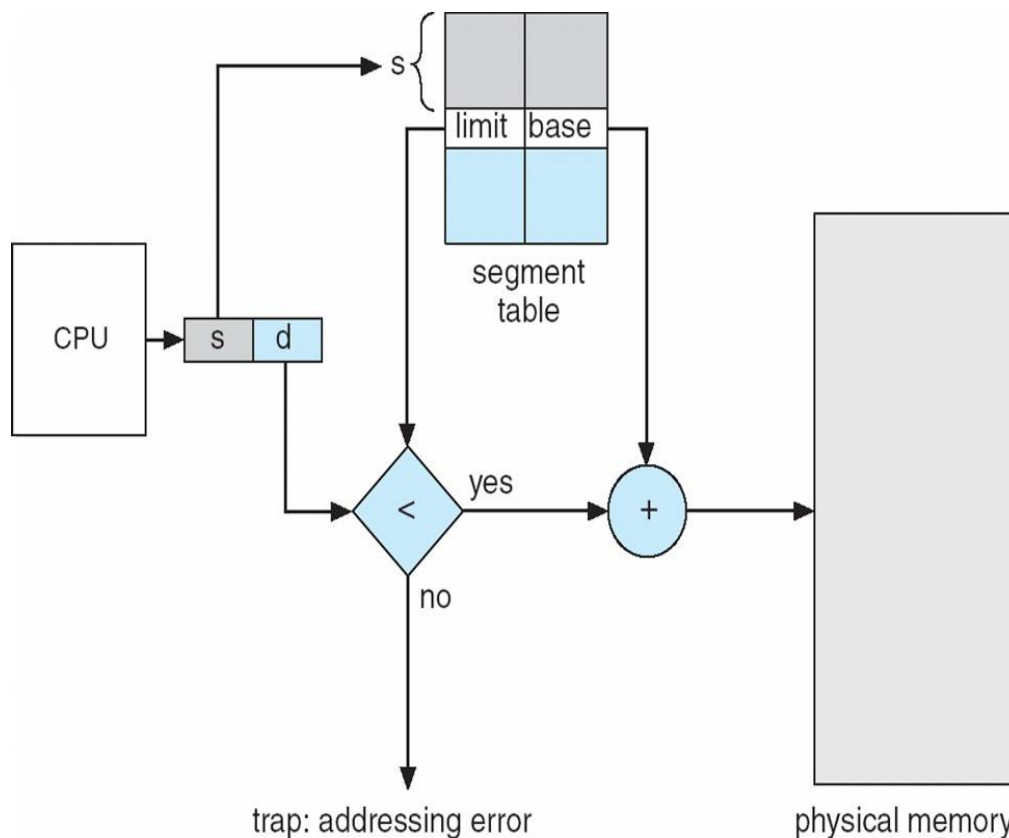 s
limit base
segment
table
CPU
s d
<
yes
+
no
trap: addressing error
physical memory